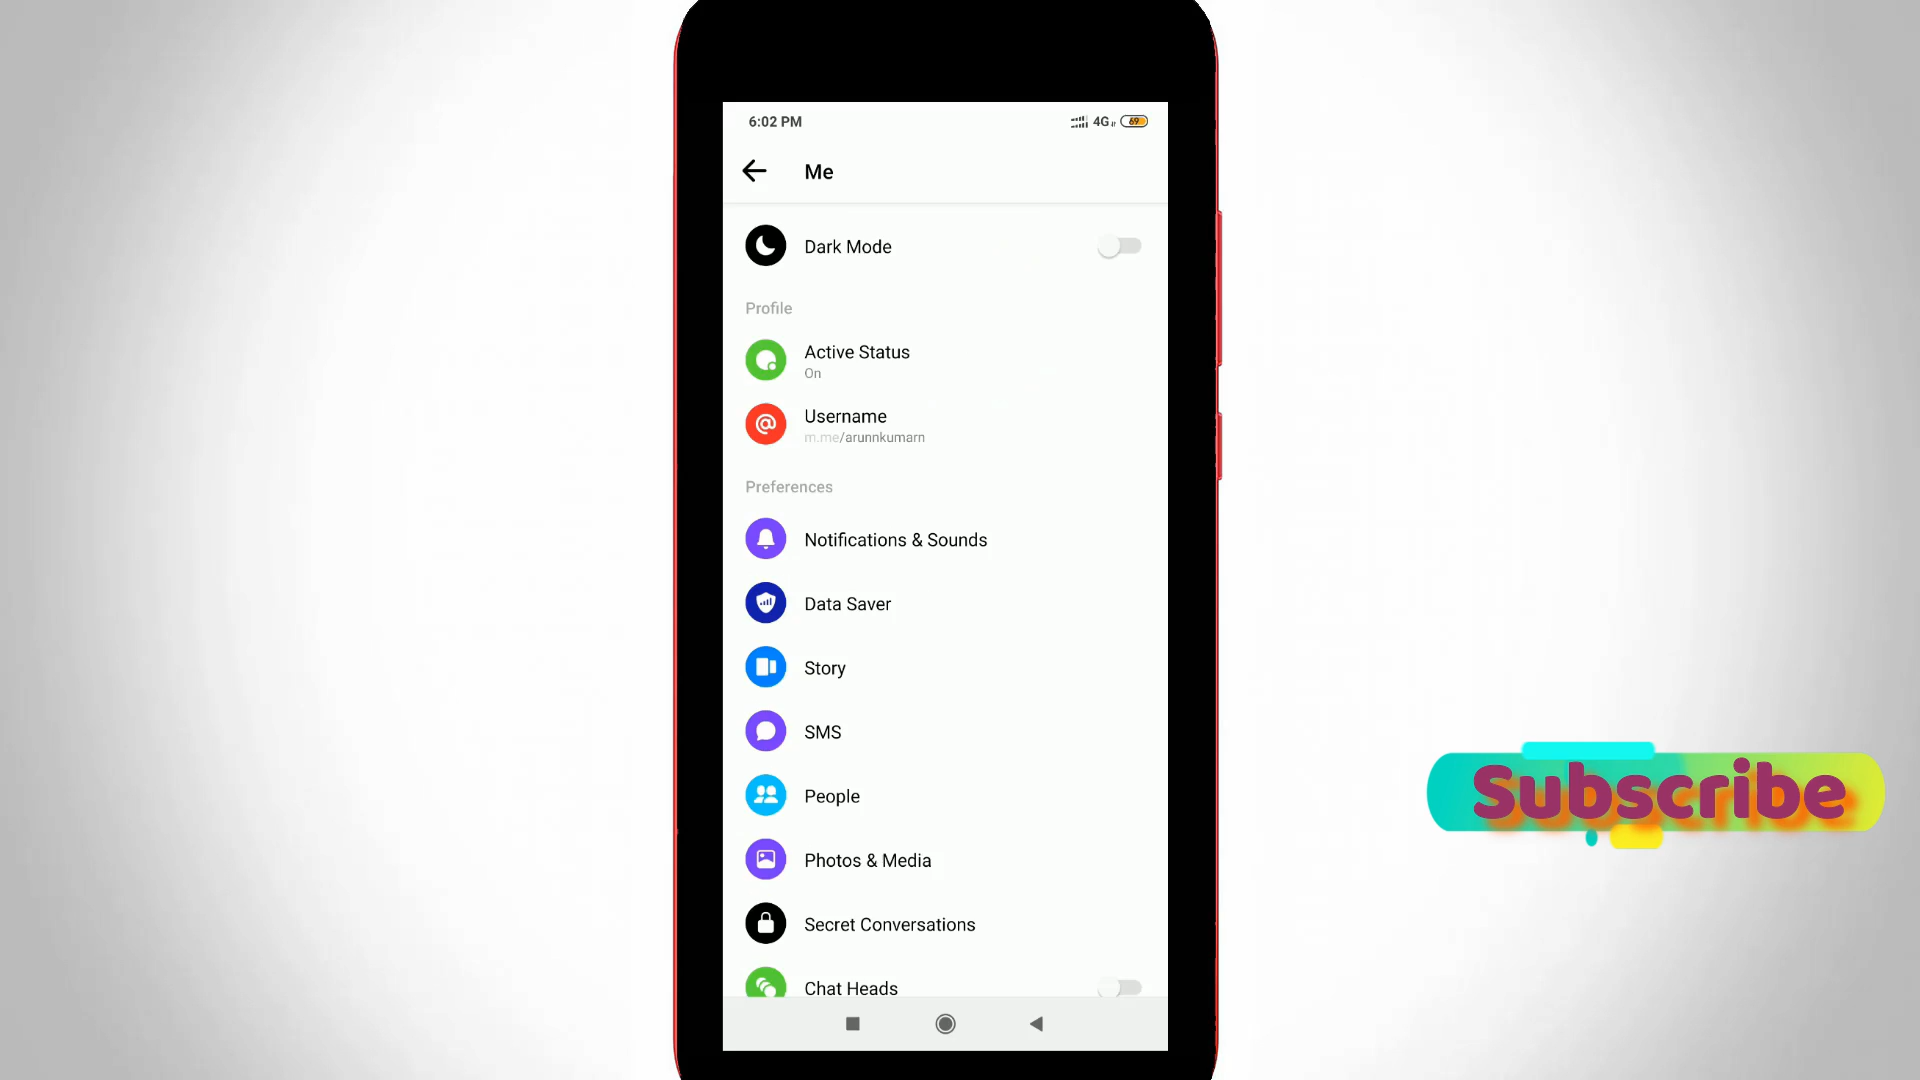 6:02 PM
4G
69
Me
Dark Mode
Profile
Active Status
On
Username
m.me/arunnkumarn
Preferences
Notifications & Sounds
Data Saver
Story
SMS
People
Photos & Media
Secret Conversations
Chat Heads
Subscribe